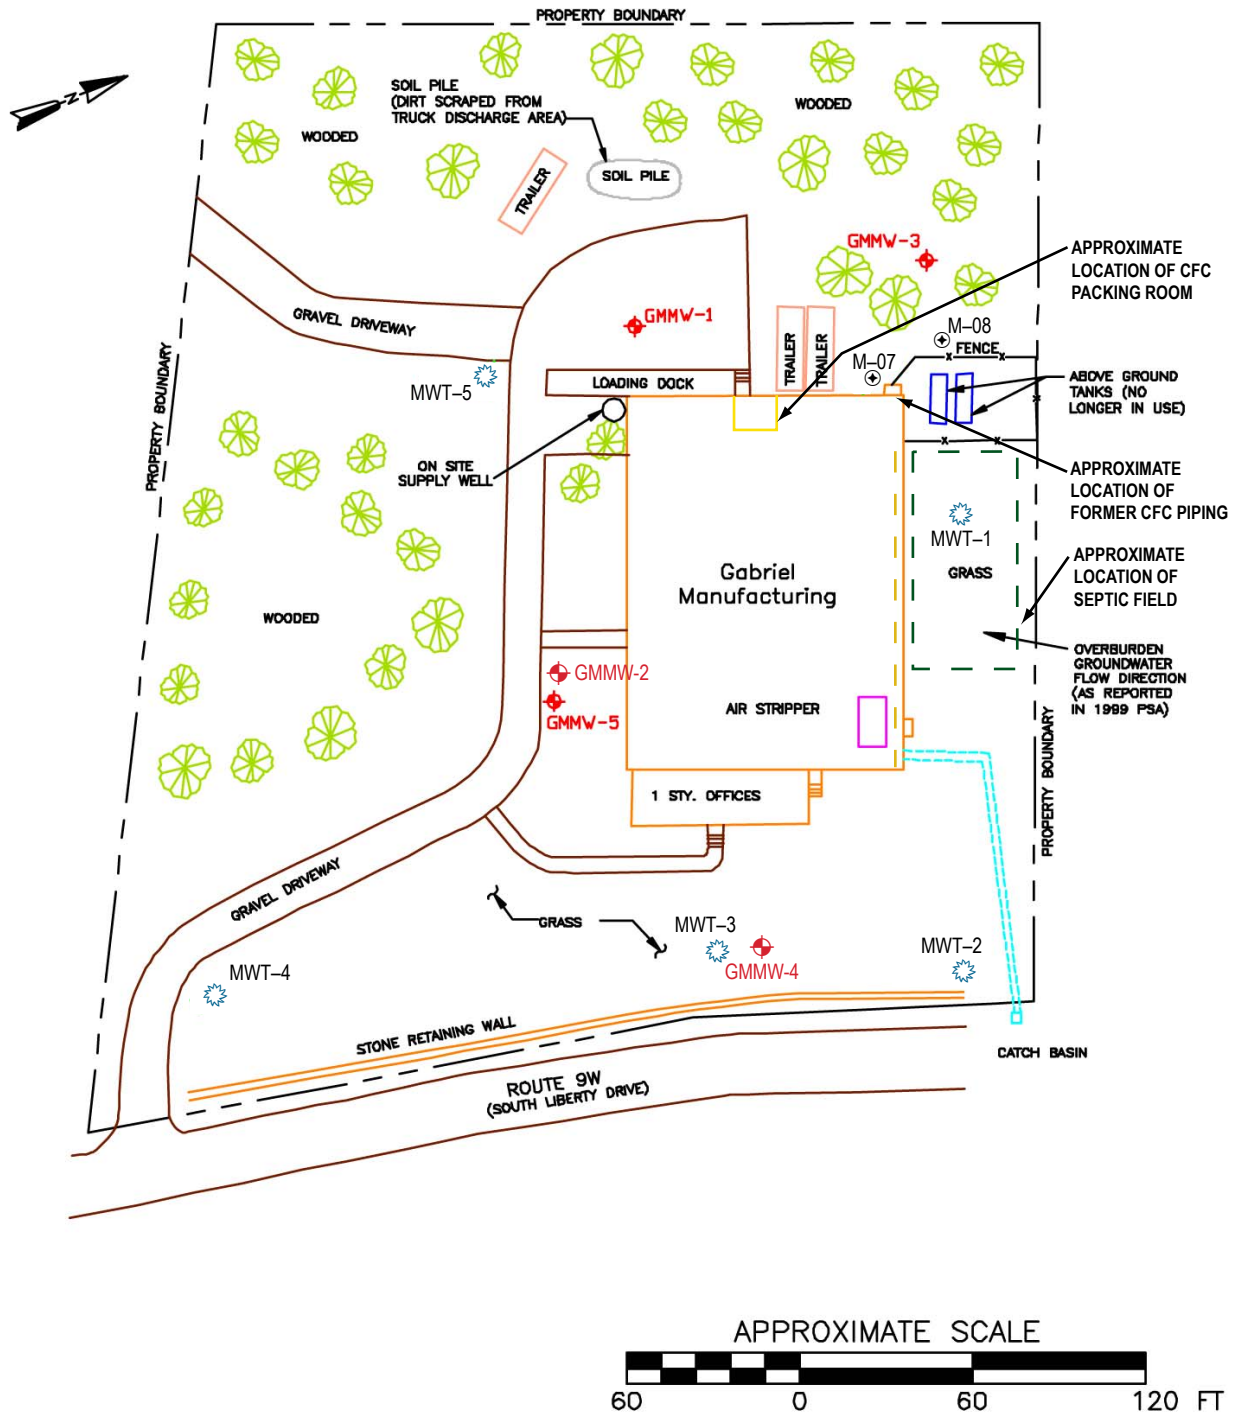 PROPERTY BOUNDARY
N
SOIL PILE
(DIRT SCRAPED FROM
TRUCK DISCHARGE AREA)
WOODED
WOODED
TRAILER
SOIL PILE
GMMW-3
APPROXIMATE
LOCATION OF CFC
PACKING ROOM
GMMW-1
GRAVEL DRIVEWAY
M-08
FENCE
TRAILER
TRAILER
M-07
PROPERTY BOUNDARY
MWT-5
LOADING DOCK
ABOVE GROUND
TANKS (NO
LONGER IN USE)
ON SITE
SUPPLY WELL
APPROXIMATE
LOCATION OF
FORMER CFC PIPING
MWT-1
GRASS
APPROXIMATE
LOCATION OF
SEPTIC FIELD
Gabriel
Manufacturing
WOODED
OVERBURDEN
GROUNDWATER
FLOW DIRECTION
(AS REPORTED
IN 1999 PSA)
GMMW-2
GMMW-5
AIR STRIPPER
PROPERTY BOUNDARY
1 STY. OFFICES
GRAVEL DRIVEWAY
GRASS
MWT-3
GMMW-4
MWT-2
MWT-4
STONE RETAINING WALL
CATCH BASIN
ROUTE 9W
(SOUTH LIBERTY DRIVE)
APPROXIMATE SCALE
60 0 60 120 FT